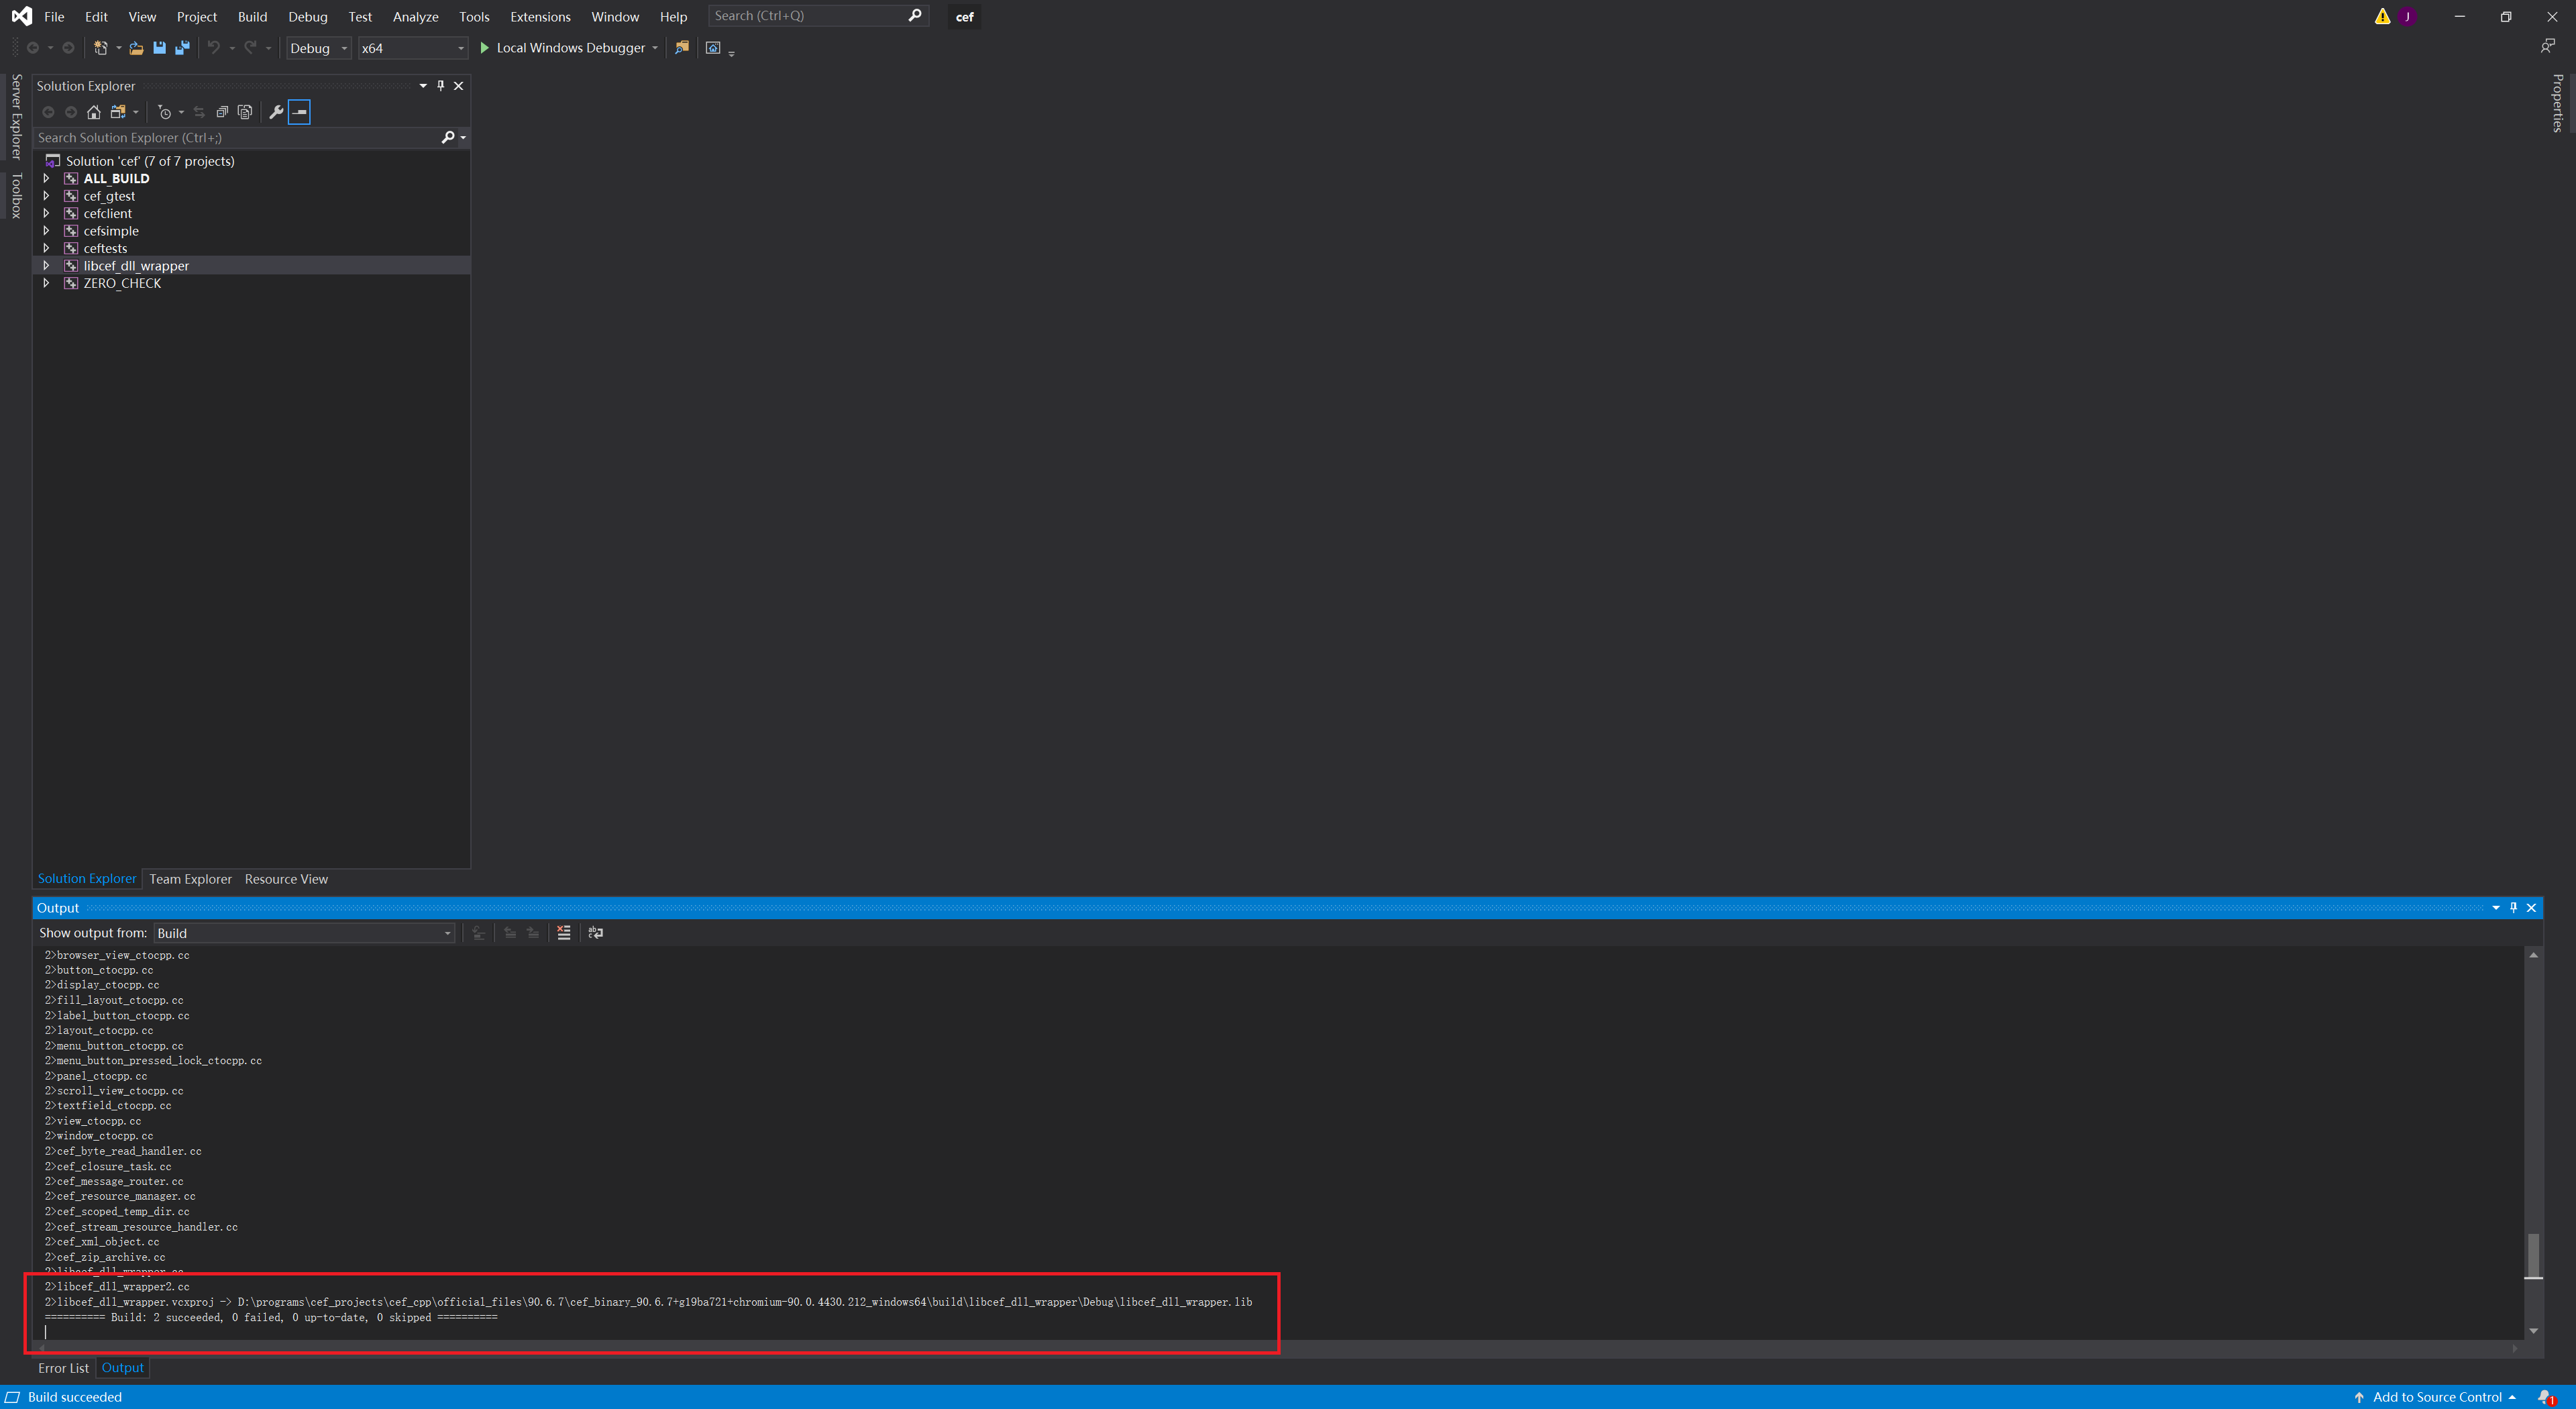 File Edit View Project Build Debug Test Analyze Tools Extensions Window Help Search (Ctrl+Q) cef J
Debug x64 Local Windows Debugger
Server Explorer
Toolbox
Properties
Solution Explorer
Search Solution Explorer (Ctrl+;)
Solution 'cef' (7 of 7 projects)
ALL_BUILD
cef_gtest
cefclient
cefsimple
ceftests
libcef_dll_wrapper
ZERO_CHECK
Solution Explorer Team Explorer Resource View
Output
Show output from: Build
2>browser_view_ctocpp.cc
2>button_ctocpp.cc
2>display_ctocpp.cc
2>fill_layout_ctocpp.cc
2>label_button_ctocpp.cc
2>layout_ctocpp.cc
2>menu_button_ctocpp.cc
2>menu_button_pressed_lock_ctocpp.cc
2>panel_ctocpp.cc
2>scroll_view_ctocpp.cc
2>textfield_ctocpp.cc
2>view_ctocpp.cc
2>window_ctocpp.cc
2>cef_byte_read_handler.cc
2>cef_closure_task.cc
2>cef_message_router.cc
2>cef_resource_manager.cc
2>cef_scoped_temp_dir.cc
2>cef_stream_resource_handler.cc
2>cef_xml_object.cc
2>cef_zip_archive.cc
2>libcef_dll_wrapper.cc
2>libcef_dll_wrapper2.cc
2>libcef_dll_wrapper.vcxproj -> D:\programs\cef_projects\cef_cpp\official_files\90.6.7\cef_binary_90.6.7+g19ba721+chromium-90.0.4430.212_windows64\build\libcef_dll_wrapper\Debug\libcef_dll_wrapper.lib
========== Build: 2 succeeded, 0 failed, 0 up-to-date, 0 skipped ==========
Error List Output
Build succeeded Add to Source Control 1